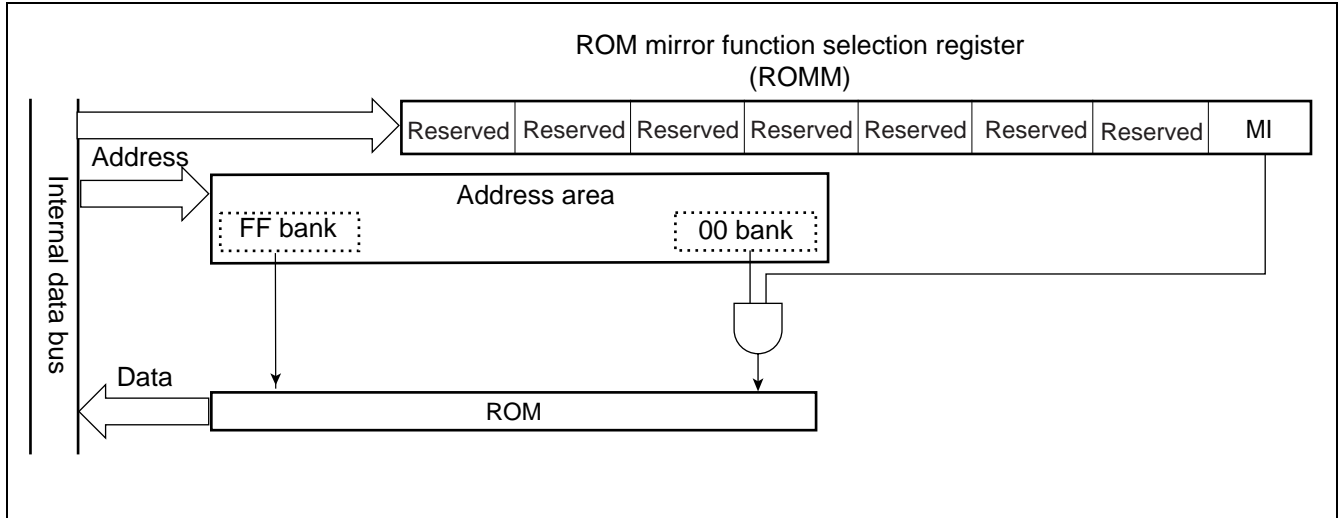 ROM mirror function selection register
(ROMM)
Reserved Reserved Reserved Reserved Reserved Reserved Reserved MI
Address
Address area
FF bank 00 bank
Internal data bus
Data
ROM